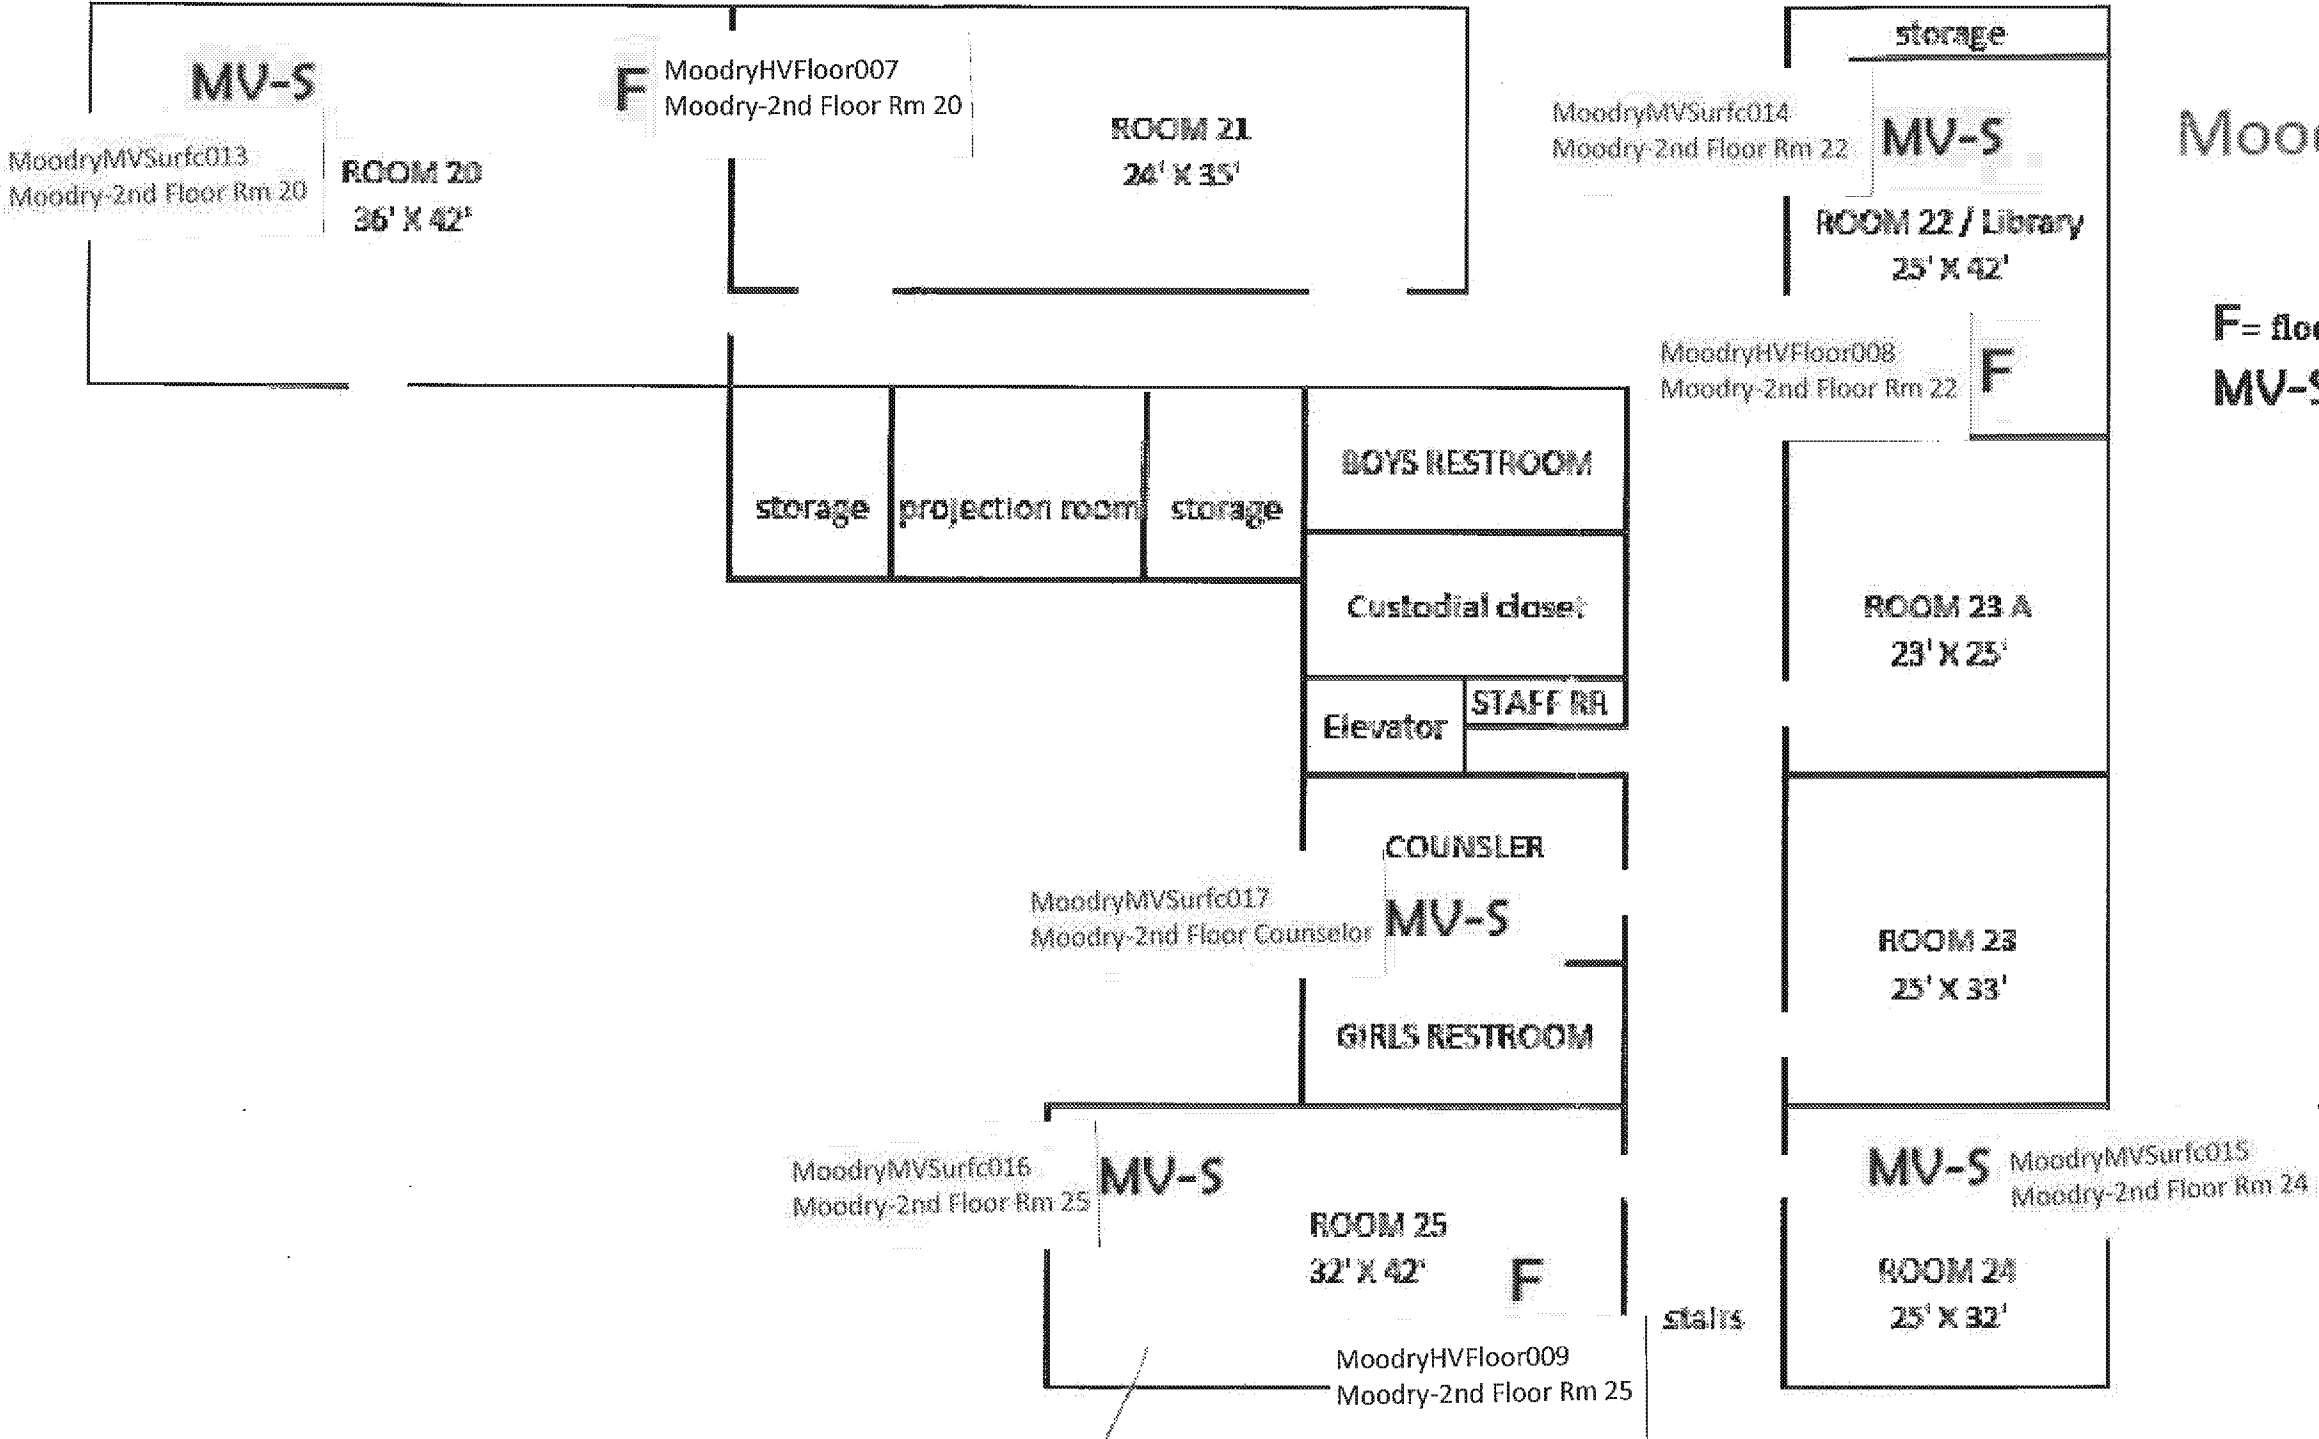 MV-S
MoodryMVSurfc013
Moodry-2nd Floor Rm 20
ROOM 20
36' X 42'
F
MoodryHVFloor007
Moodry-2nd Floor Rm 20
ROOM 21
24' X 35'
storage
MoodryMVSurfc014
Moodry-2nd Floor Rm 22
MV-S
ROOM 22 / Library
25' X 42'
MoodryHVFloor008
Moodry-2nd Floor Rm 22
F
Moo
F= floo
MV-S
storage
projection room
storage
BOYS RESTROOM
Custodial closet
Elevator
STAFF RR
ROOM 23 A
23' X 25'
COUNSLER
MoodryMVSurfc017
Moodry-2nd Floor Counselor
MV-S
GIRLS RESTROOM
ROOM 23
25' X 33'
MoodryMVSurfc016
Moodry-2nd Floor Rm 25
MV-S
ROOM 25
32' X 42'
F
MoodryHVFloor009
Moodry-2nd Floor Rm 25
stairs
MV-S
MoodryMVSurfc015
Moodry-2nd Floor Rm 24
ROOM 24
25' X 32'